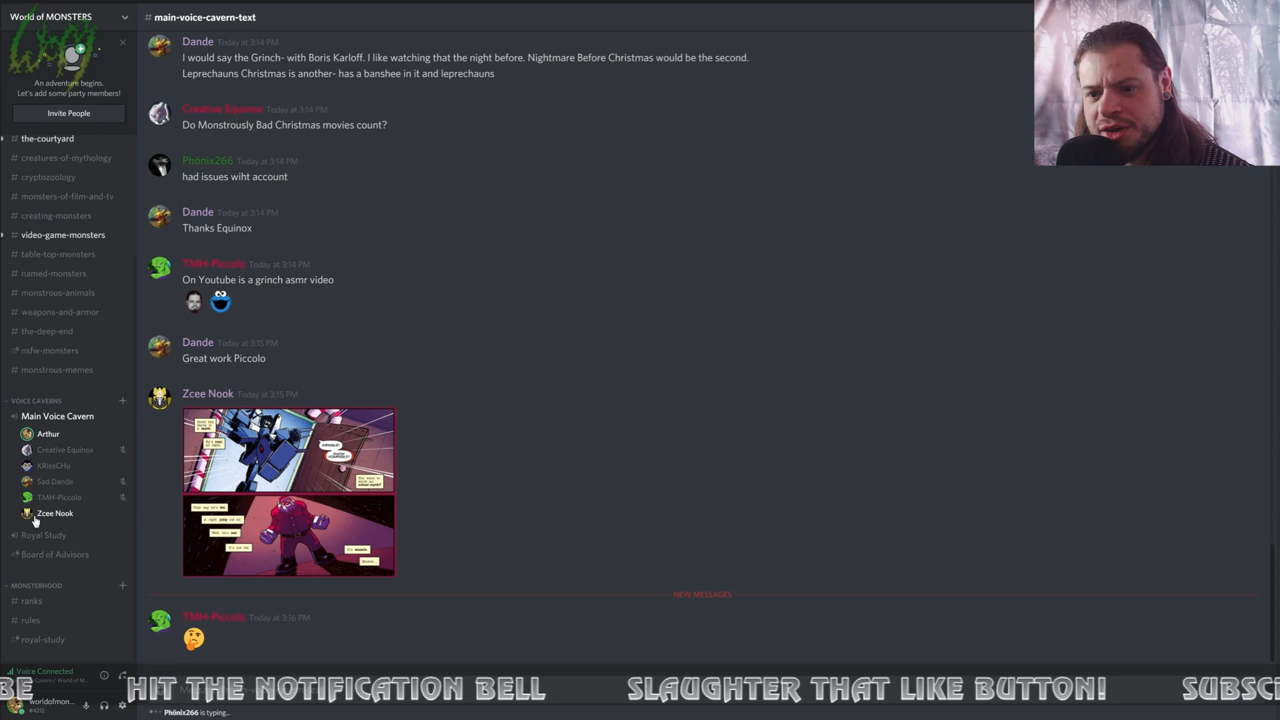 World of MONSTERS
# main-voice-cavern-text
An adventure begins.
Let's add some party members!
Invite People
# the-courtyard
# creatures-of-mythology
# cryptozoology
# monsters-of-film-and-tv
# creating-monsters
# video-game-monsters
# table-top-monsters
# named-monsters
# monstrous-animals
# weapons-and-armor
# the-deep-end
# nsfw-monsters
# monstrous-memes
VOICE CAVERNS
Main Voice Cavern
Arthur
Creative Equinox
KRissCHu
Sad Dande
TMH-Piccolo
Zcee Nook
Royal Study
Board of Advisors
MONSTERHOOD
# ranks
# rules
# royal-study
Voice Connected
worldofmon...
#4212
Dande Today at 3:14 PM
I would say the Grinch- with Boris Karloff. I like watching that the night before. Nightmare Before Christmas would be the second.
Leprechauns Christmas is another- has a banshee in it and leprechauns
Creative Equinox Today at 3:14 PM
Do Monstrously Bad Christmas movies count?
Phönix266 Today at 3:14 PM
had issues wiht account
Dande Today at 3:14 PM
Thanks Equinox
TMH-Piccolo Today at 3:14 PM
On Youtube is a grinch asmr video
Dande Today at 3:15 PM
Great work Piccolo
Zcee Nook Today at 3:15 PM
NEW MESSAGES
TMH-Piccolo Today at 3:16 PM
BE HIT THE NOTIFICATION BELL SLAUGHTER THAT LIKE BUTTON! SUBSC
Phönix266 is typing...